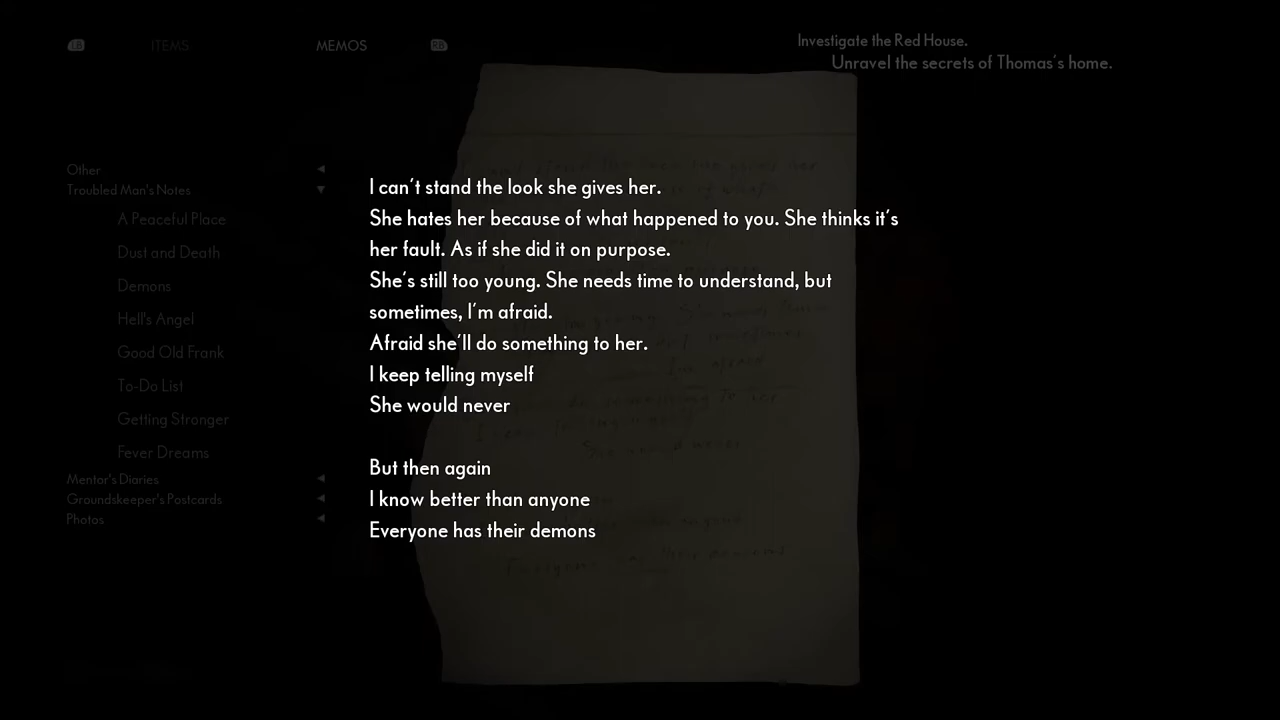 LB
ITEMS
MEMOS
RB
Investigate the Red House.
Unravel the secrets of Thomas's home.
Other
Troubled Man's Notes
A Peaceful Place
Dust and Death
Demons
Hell's Angel
Good Old Frank
To-Do List
Getting Stronger
Fever Dreams
Mentor's Diaries
Groundskeeper's Postcards
Photos
I can't stand the look she gives her.
She hates her because of what happened to you. She thinks it's
her fault. As if she did it on purpose.
She's still too young. She needs time to understand, but
sometimes, I'm afraid.
Afraid she'll do something to her.
I keep telling myself
She would never
But then again
I know better than anyone
Everyone has their demons